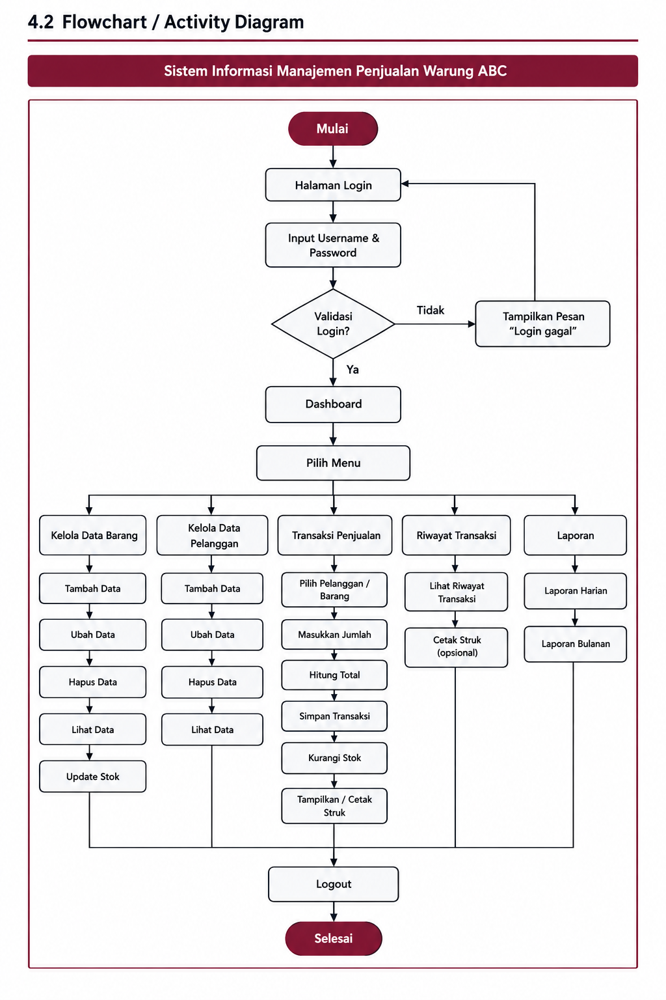 4.2 Flowchart / Activity Diagram
Sistem Informasi Manajemen Penjualan Warung ABC
Mulai
Halaman Login
Input Username &
Password
Validasi
Login?
Tidak
Tampilkan Pesan
“Login gagal”
Ya
Dashboard
Pilih Menu
Kelola Data Barang
Tambah Data
Ubah Data
Hapus Data
Lihat Data
Update Stok
Kelola Data
Pelanggan
Tambah Data
Ubah Data
Hapus Data
Lihat Data
Transaksi Penjualan
Pilih Pelanggan /
Barang
Masukkan Jumlah
Hitung Total
Simpan Transaksi
Kurangi Stok
Tampilkan / Cetak
Struk
Riwayat Transaksi
Lihat Riwayat
Transaksi
Cetak Struk
(opsional)
Laporan
Laporan Harian
Laporan Bulanan
Logout
Selesai